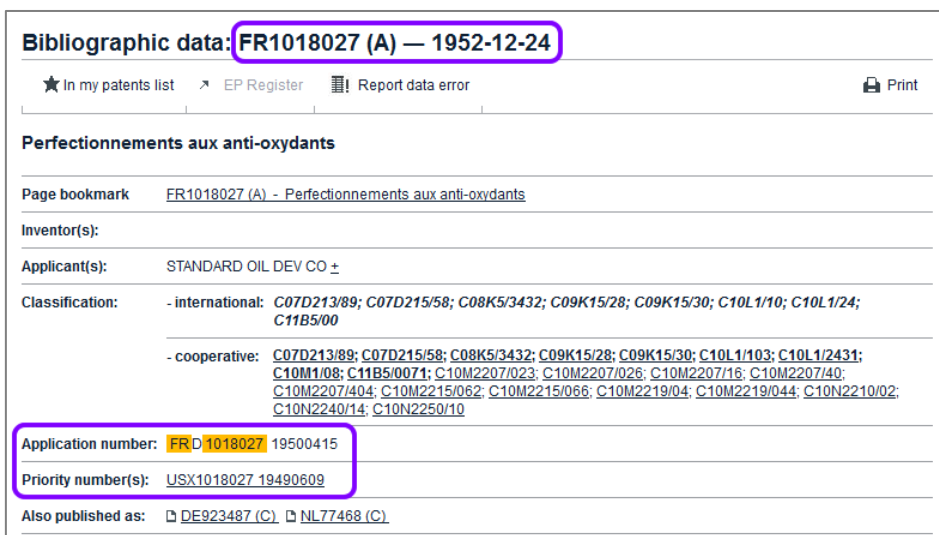 Bibliographic data: FR1018027 (A) — 1952-12-24
In my patents list EP Register Report data error Print
Perfectionnements aux anti-oxydants
Page bookmark FR1018027 (A) - Perfectionnements aux anti-oxydants
Inventor(s):
Applicant(s): STANDARD OIL DEV CO +
Classification: - international: C07D213/89; C07D215/58; C08K5/3432; C09K15/28; C09K15/30; C10L1/10; C10L1/24;
C11B5/00
- cooperative: C07D213/89; C07D215/58; C08K5/3432; C09K15/28; C09K15/30; C10L1/103; C10L1/2431;
C10M1/08; C11B5/0071; C10M2207/023; C10M2207/026; C10M2207/16; C10M2207/40;
C10M2207/404; C10M2215/062; C10M2215/066; C10M2219/04; C10M2219/044; C10N2210/02;
C10N2240/14; C10N2250/10
Application number: FRD1018027 19500415
Priority number(s): USX1018027 19490609
Also published as: DE923487 (C) NL77468 (C)